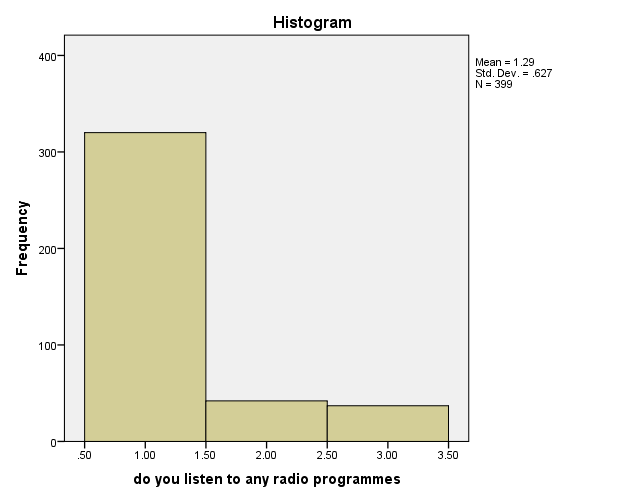 Histogram
Mean = 1.29
Std. Dev. = .627
N = 399
Frequency
400
300
200
100
0
.50 1.00 1.50 2.00 2.50 3.00 3.50
do you listen to any radio programmes